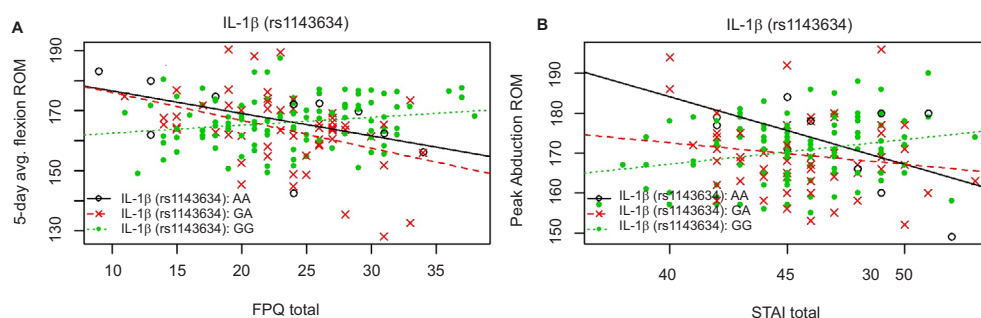 A
IL-1β (rs1143634)
5-day avg. flexion ROM
190
170
160
150
130
IL-1β (rs1143634): AA
IL-1β (rs1143634): GA
IL-1β (rs1143634): GG
10 15 20 25 30 35
FPQ total
B
IL-1β (rs1143634)
Peak Abduction ROM
190
180
170
160
150
IL-1β (rs1143634): AA
IL-1β (rs1143634): GA
IL-1β (rs1143634): GG
40 45 30 50
STAI total